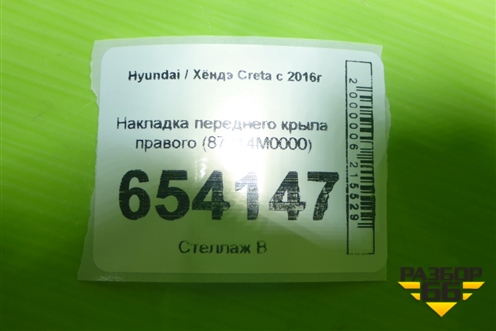 Hyundai / Хёндэ Creta с 2016г
Накладка переднего крыла
правого
654147
Стеллаж В
2000006215529
РАЗБОР
66